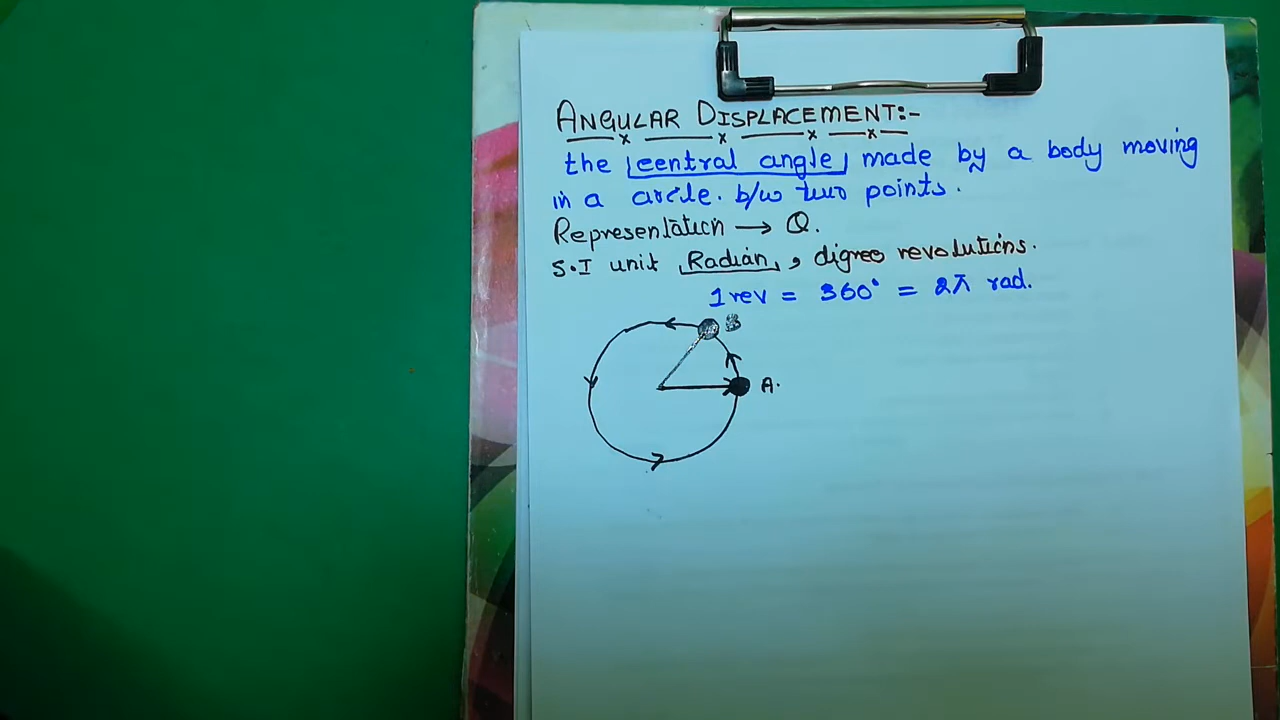 ANGULAR DISPLACEMENT:-
the central angle made by a body moving
in a circle. b/w two points.
Representation → Q.
S.I unit Radian, digree revolutions.
1 rev = 360° = 2π rad.
B
A.